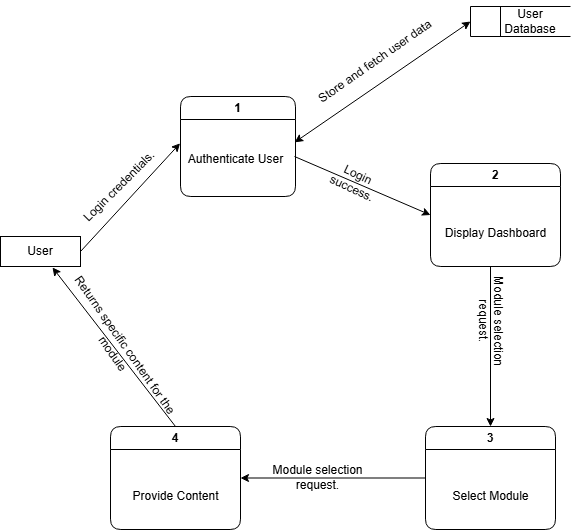 User
Database
Store and fetch user data
1
Authenticate User
Login credentials.
Login
success.
2
Display Dashboard
User
Module selection
request.
Returns specific content for the
module
4
Provide Content
Module selection
request.
3
Select Module